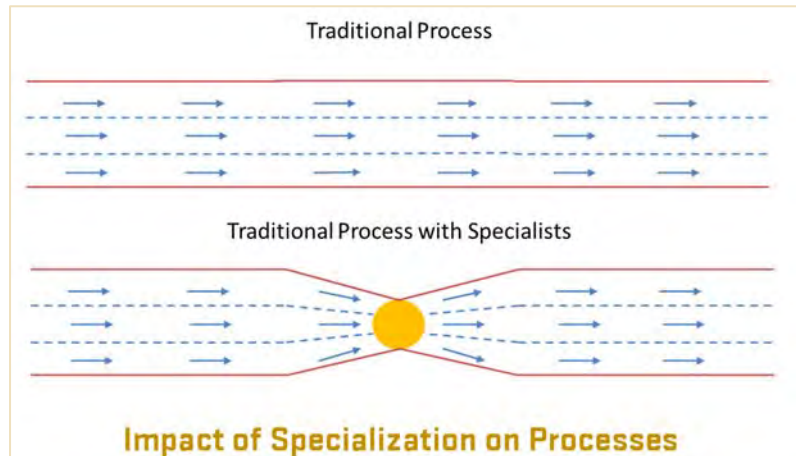 Traditional Process
Traditional Process with Specialists
Impact of Specialization on Processes